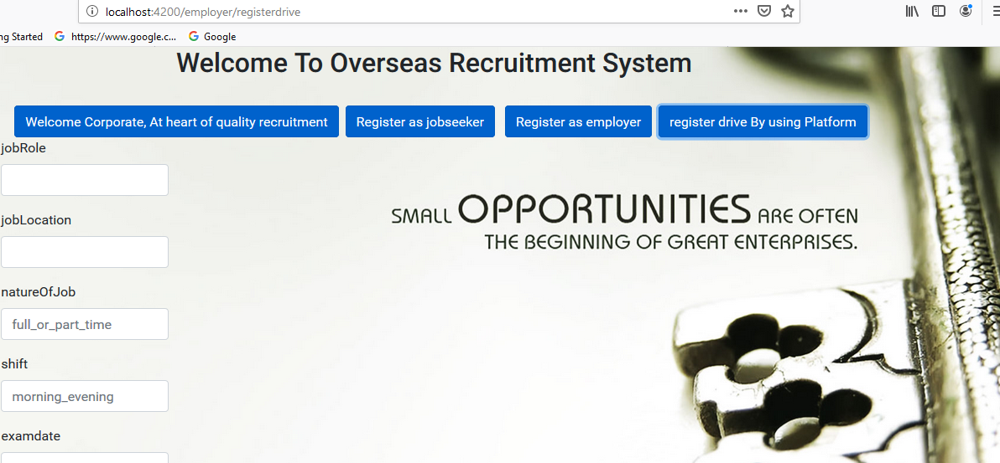 localhost:4200/employer/registerdrive
ng Started https://www.google.c... Google
Welcome To Overseas Recruitment System
Welcome Corporate, At heart of quality recruitment Register as jobseeker Register as employer register drive By using Platform
jobRole
SMALL OPPORTUNITIES ARE OFTEN
THE BEGINNING OF GREAT ENTERPRISES.
jobLocation
natureOfJob
full_or_part_time
shift
morning_evening
examdate